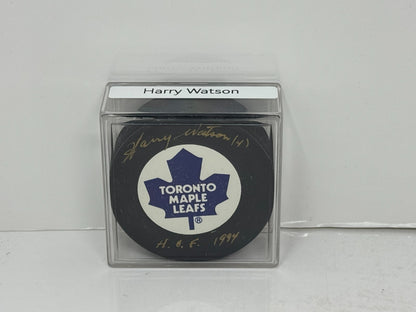 Harry Watson
Harry Watson (4)
TORONTO
MAPLE
LEAFS
®
H.O.F. 1994